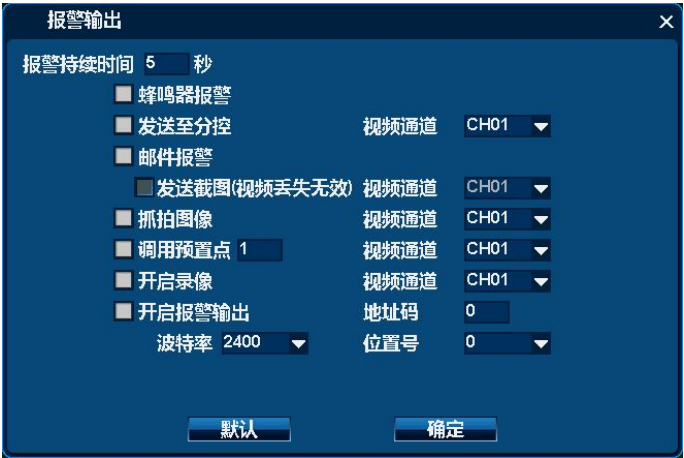 报警输出
报警持续时间 5 秒
蜂鸣器报警
发送至分控 视频通道 CH01
邮件报警
发送截图(视频丢失无效) 视频通道 CH01
抓拍图像 视频通道 CH01
调用预置点 1 视频通道 CH01
开启录像 视频通道 CH01
开启报警输出 地址码 0
波特率 2400 位置号 0
默认 确定